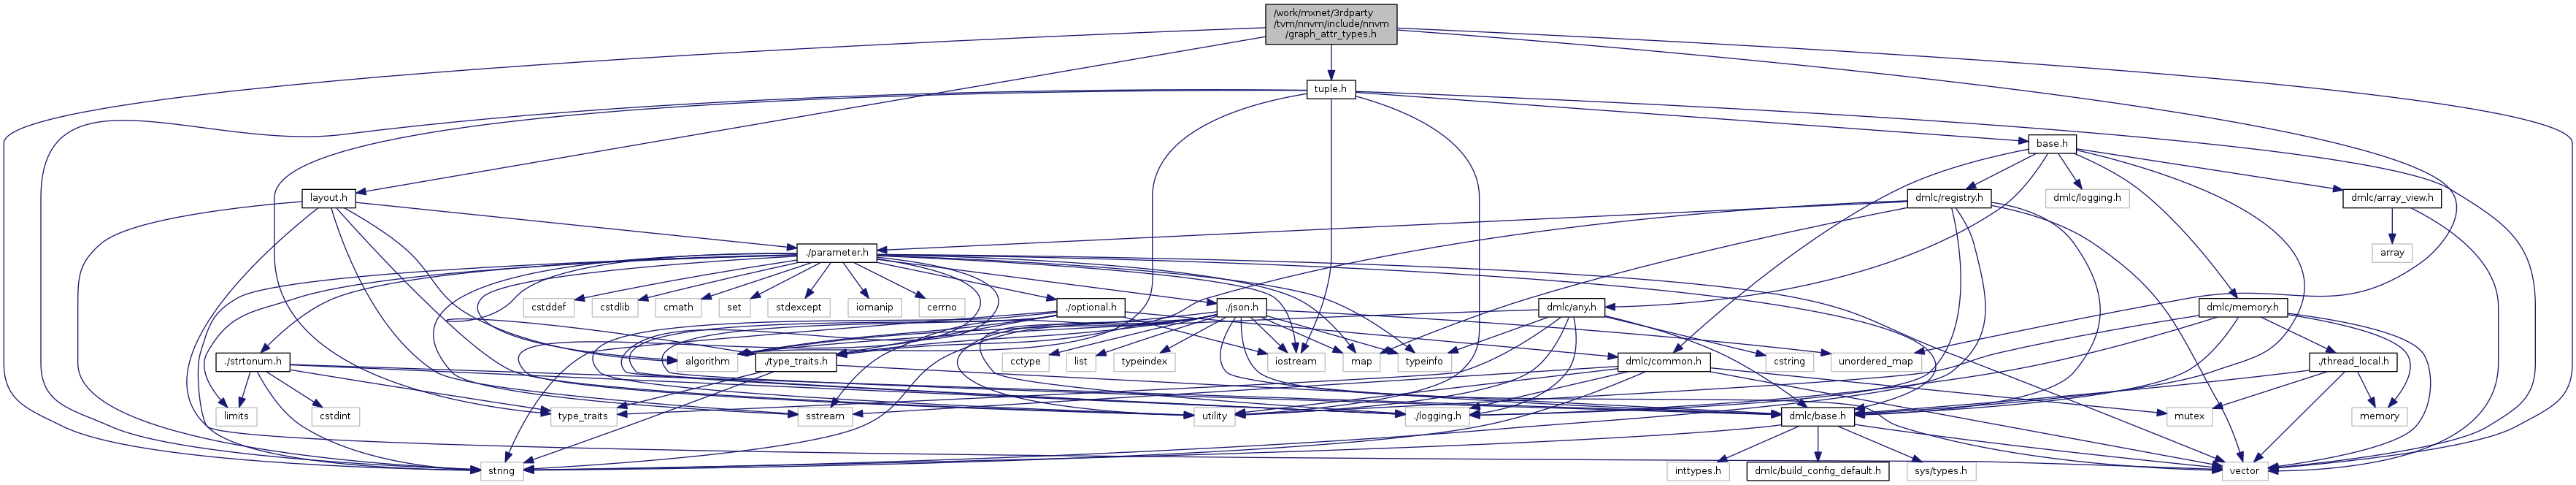 /work/mxnet/3rdparty
/tvm/nnvm/include/nnvm
/graph_attr_types.h
tuple.h
base.h
layout.h
dmlc/registry.h
dmlc/logging.h
dmlc/array_view.h
./parameter.h
array
cstddef
cstdlib
cmath
set
stdexcept
iomanip
cerrno
./optional.h
./json.h
dmlc/any.h
dmlc/memory.h
./strtonum.h
algorithm
./type_traits.h
cctype
list
typeindex
iostream
map
typeinfo
dmlc/common.h
cstring
unordered_map
./thread_local.h
limits
cstdint
type_traits
sstream
utility
./logging.h
dmlc/base.h
mutex
memory
string
inttypes.h
dmlc/build_config_default.h
sys/types.h
vector